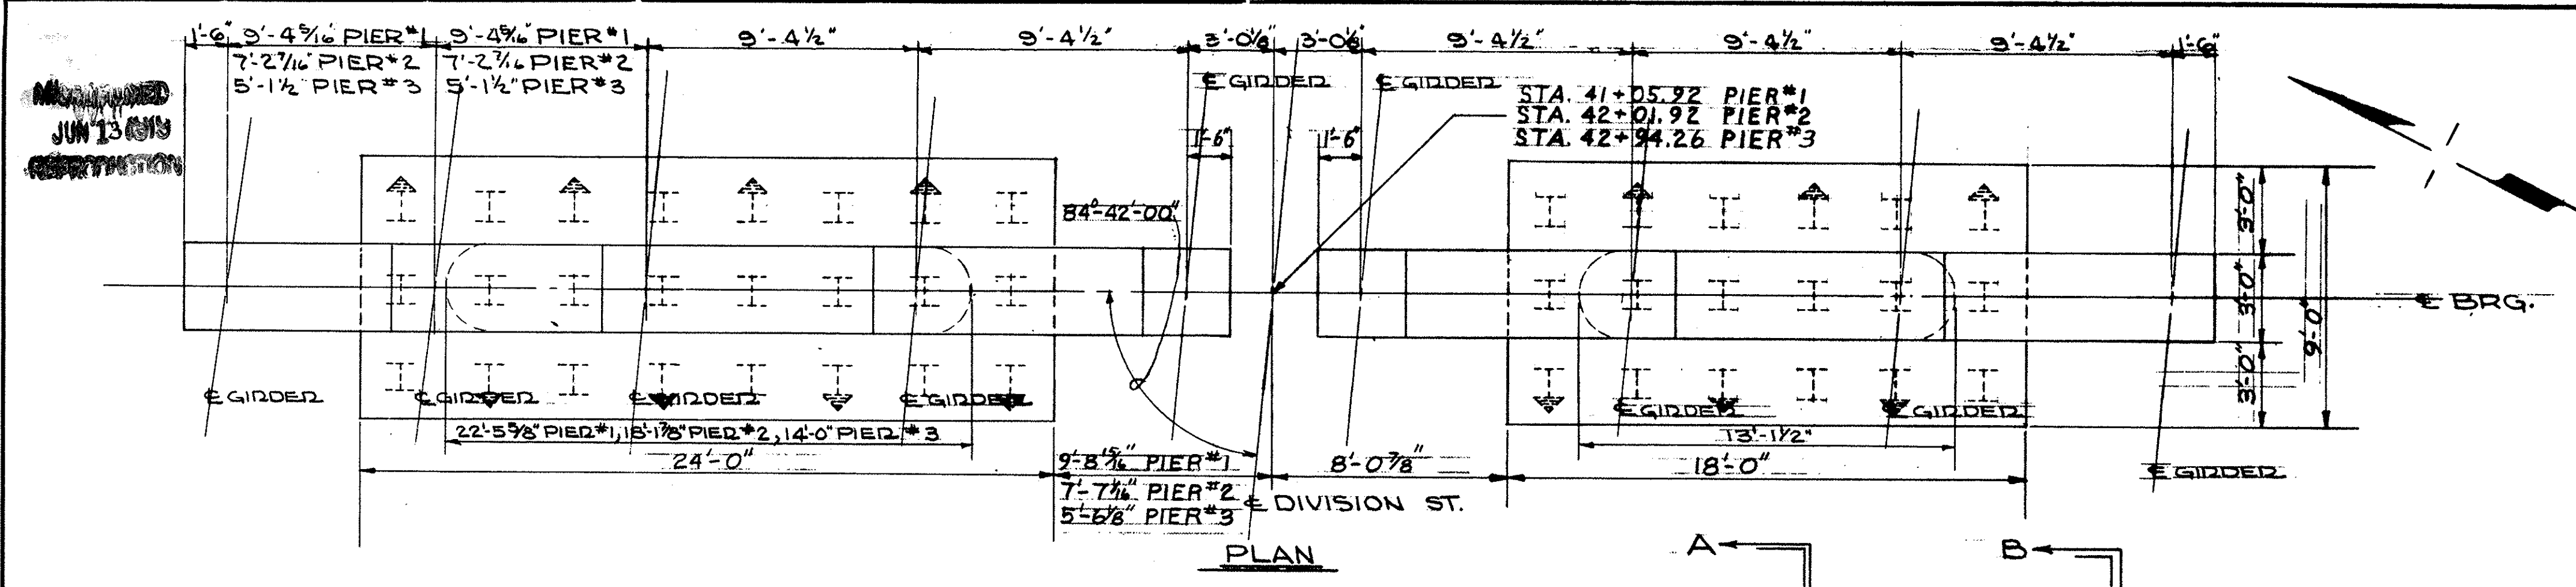 1'-6" 9'-4 5/16" PIER #1 9'-4 5/16" PIER #1 9'-4 1/2" 9'-4 1/2" 3'-0 1/8" 3'-0 1/8" 9'-4 1/2" 9'-4 1/2" 9'-4 1/2" 1'-6"
7'-2 7/16" PIER #2 7'-2 7/16" PIER #2
5'-1 1/2" PIER #3 5'-1 1/2" PIER #3
℄ GIRDER ℄ GIRDER
STA. 41+05.92 PIER #1
STA. 42+01.92 PIER #2
STA. 42+94.26 PIER #3
JUN 13
1'-6" 1'-6"
84°-42'-00"
3'-0"
3'-0"
3'-0"
9'-0"
℄ BRG.
℄ GIRDER ℄ GIRDER ℄ GIRDER ℄ GIRDER ℄ GIRDER ℄ GIRDER
22'-5 5/8" PIER #1, 18'-1 7/8" PIER #2, 14'-0" PIER #3
13'-1 1/2"
24'-0"
9'-8 15/16" PIER #1
7'-7 1/16" PIER #2
5'-6 1/8" PIER #3
8'-0 7/8"
18'-0"
℄ GIRDER
℄ DIVISION ST.
PLAN
A B